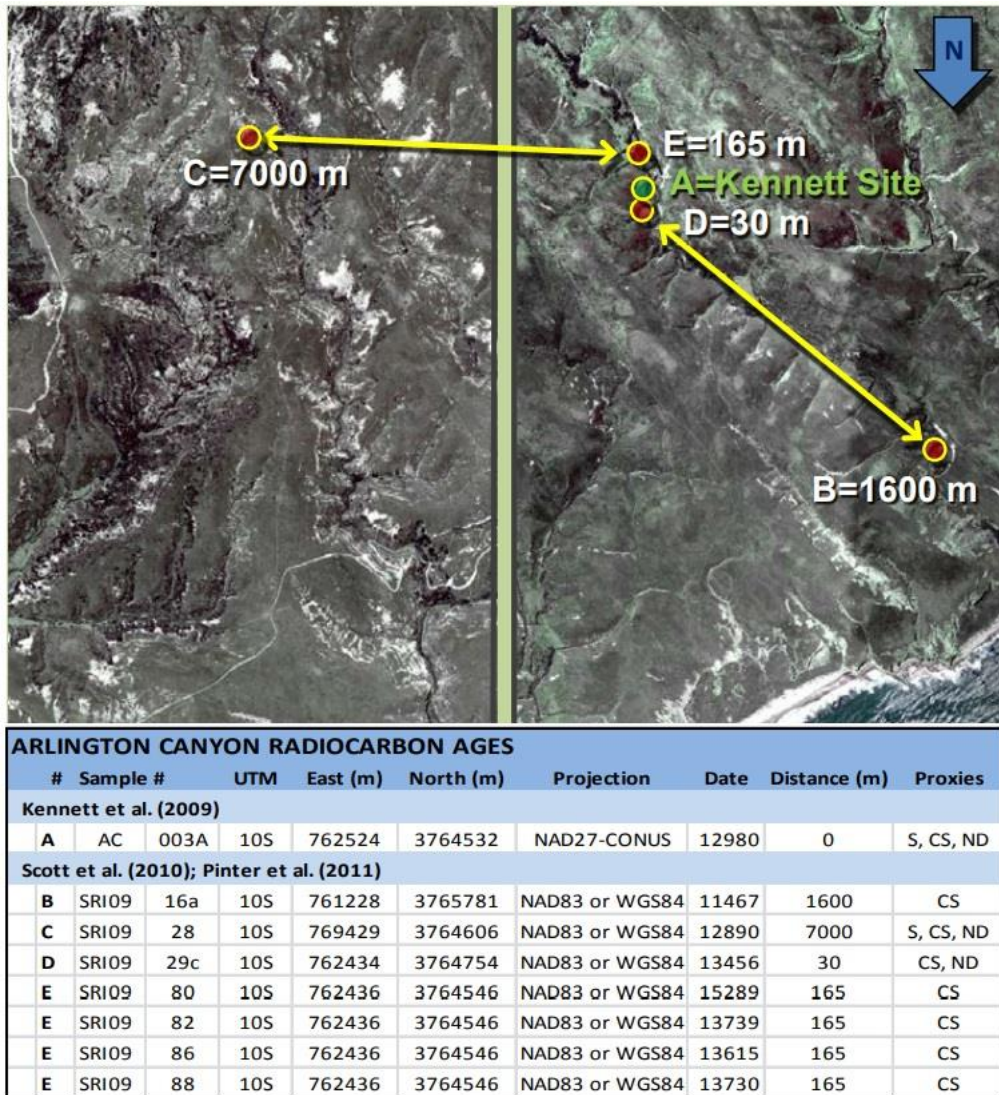 N
E=165 m
C=7000 m
A=Kennett Site
D=30 m
B=1600 m
ARLINGTON CANYON RADIOCARBON AGES
# Sample # UTM East (m) North (m) Projection Date Distance (m) Proxies
Kennett et al. (2009)
A AC 003A 10S 762524 3764532 NAD27-CONUS 12980 0 S, CS, ND
Scott et al. (2010); Pinter et al. (2011)
B SRI09 16a 10S 761228 3765781 NAD83 or WGS84 11467 1600 CS
C SRI09 28 10S 769429 3764606 NAD83 or WGS84 12890 7000 S, CS, ND
D SRI09 29c 10S 762434 3764754 NAD83 or WGS84 13456 30 CS, ND
E SRI09 80 10S 762436 3764546 NAD83 or WGS84 15289 165 CS
E SRI09 82 10S 762436 3764546 NAD83 or WGS84 13739 165 CS
E SRI09 86 10S 762436 3764546 NAD83 or WGS84 13615 165 CS
E SRI09 88 10S 762436 3764546 NAD83 or WGS84 13730 165 CS